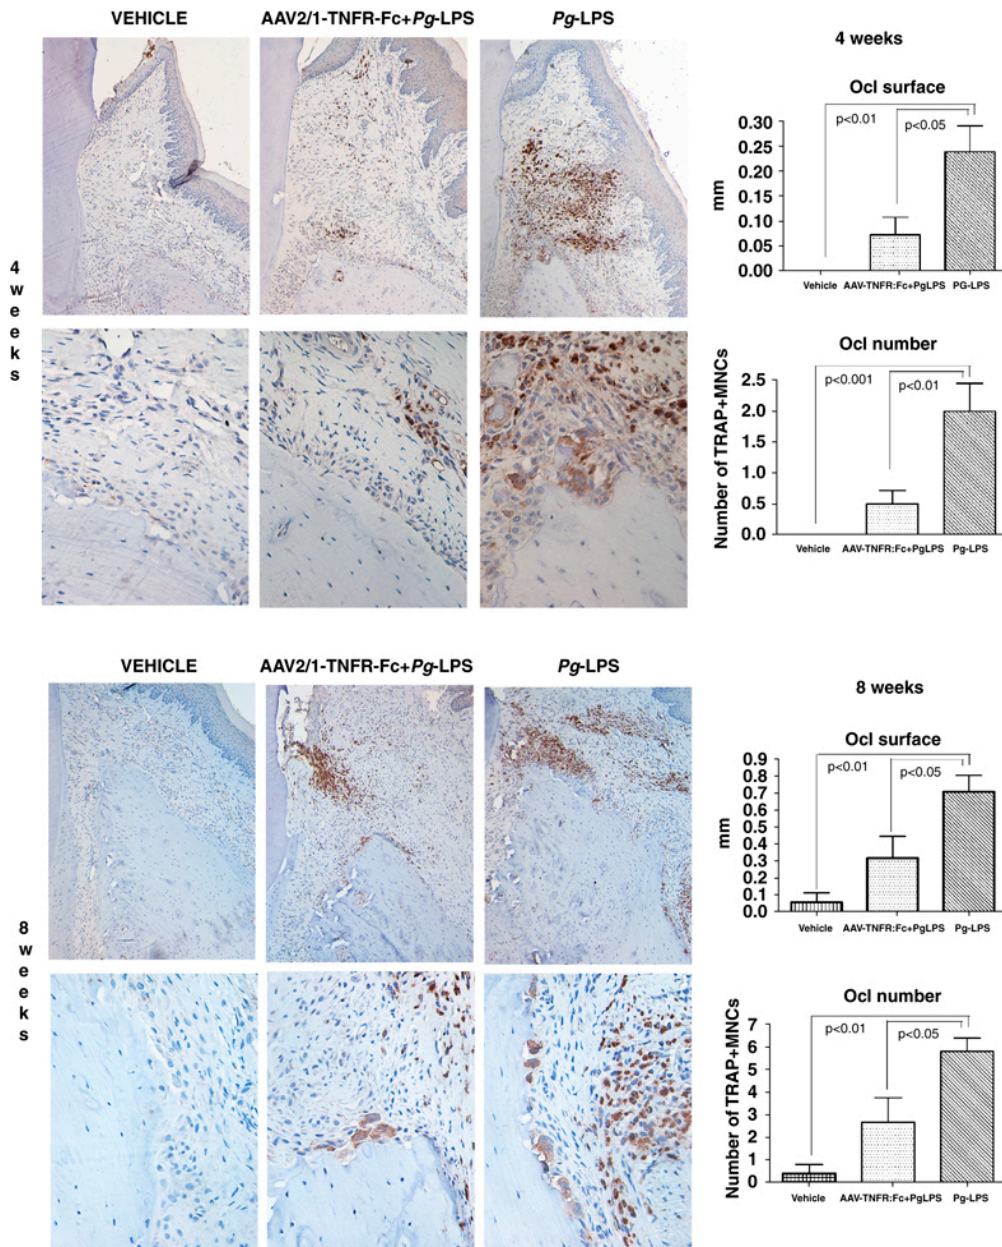 VEHICLE AAV2/1-TNFR-Fc+Pg-LPS Pg-LPS
4 weeks
4 weeks
Ocl surface
p<0.01 p<0.05
mm
0.30
0.25
0.20
0.15
0.10
0.05
0.00
Vehicle AAV-TNFR:Fc+PgLPS PG-LPS
Ocl number
p<0.001 p<0.01
Number of TRAP+MNCs
2.5
2.0
1.5
1.0
0.5
0.0
Vehicle AAV-TNFR:Fc+PgLPS Pg-LPS
VEHICLE AAV2/1-TNFR-Fc+Pg-LPS Pg-LPS
8 weeks
8 weeks
Ocl surface
p<0.01 p<0.05
mm
0.9
0.8
0.7
0.6
0.5
0.4
0.3
0.2
0.1
0.0
Vehicle AAV-TNFR:Fc+PgLPS Pg-LPS
Ocl number
p<0.01 p<0.05
Number of TRAP+MNCs
7
6
5
4
3
2
1
0
Vehicle AAV-TNFR:Fc+PgLPS Pg-LPS